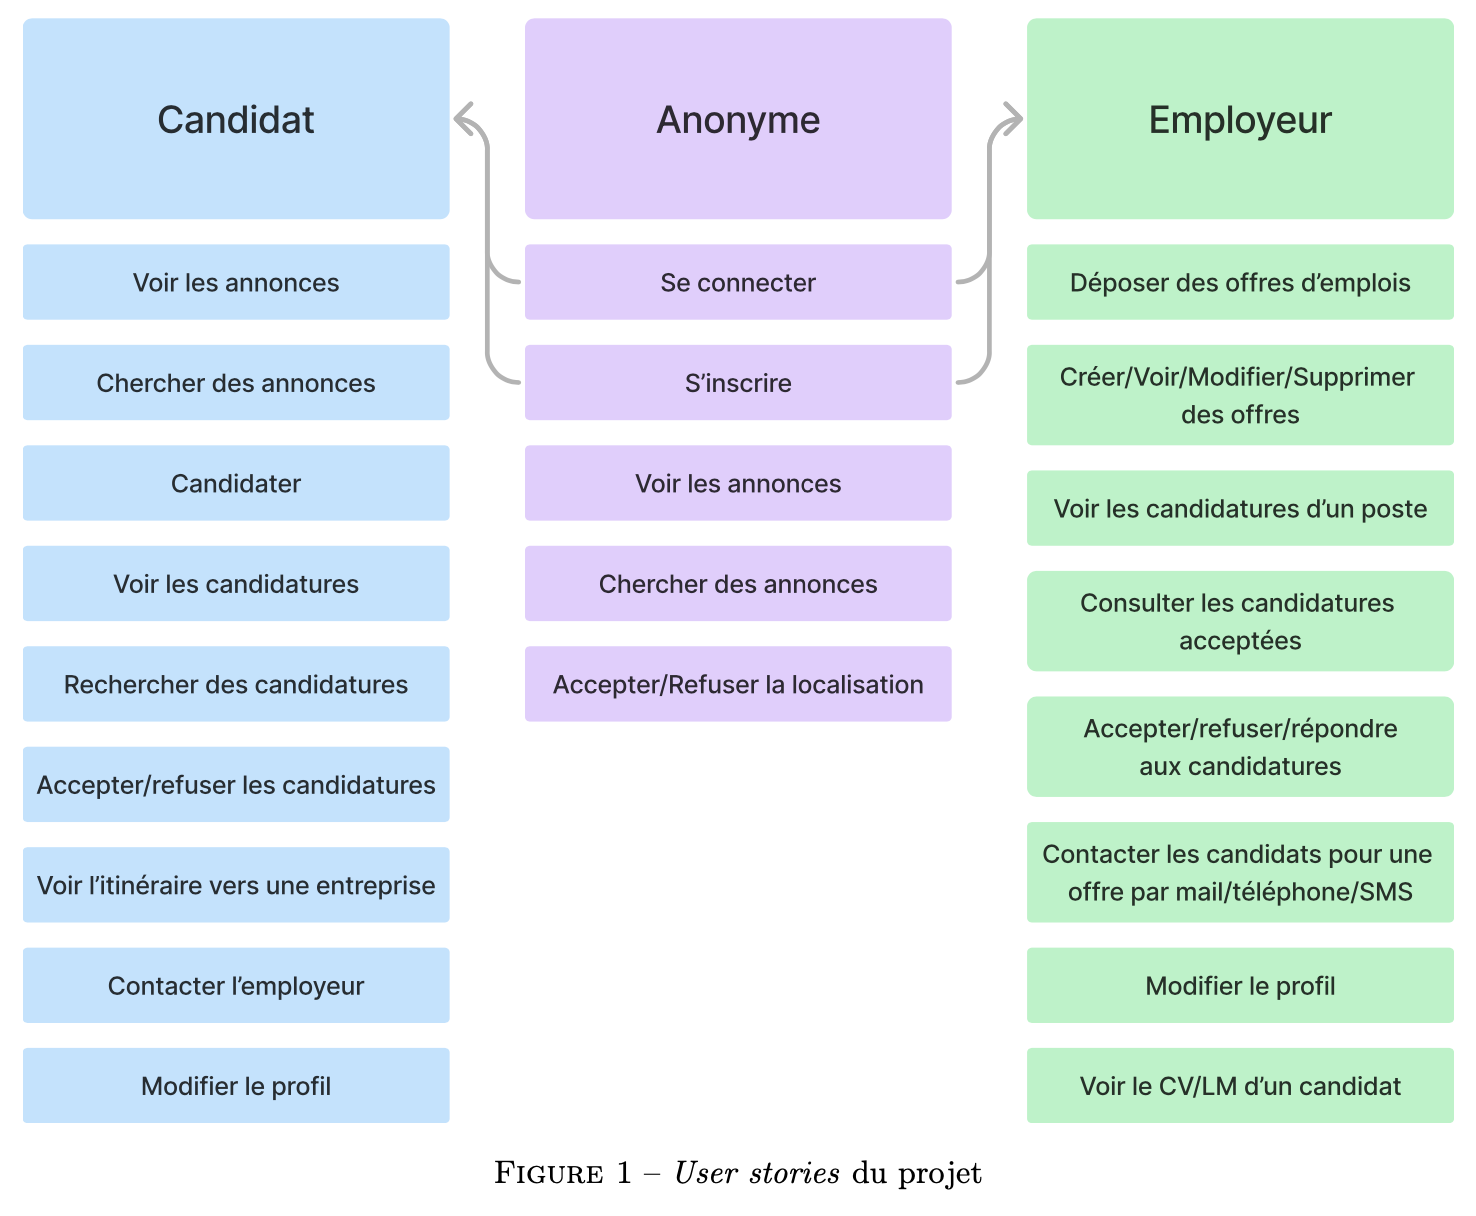 Candidat
Voir les annonces
Chercher des annonces
Candidater
Voir les candidatures
Rechercher des candidatures
Accepter/refuser les candidatures
Voir l’itinéraire vers une entreprise
Contacter l’employeur
Modifier le profil
Anonyme
Se connecter
S’inscrire
Voir les annonces
Chercher des annonces
Accepter/Refuser la localisation
Employeur
Déposer des offres d’emplois
Créer/Voir/Modifier/Supprimer
des offres
Voir les candidatures d’un poste
Consulter les candidatures
acceptées
Accepter/refuser/répondre
aux candidatures
Contacter les candidats pour une
offre par mail/téléphone/SMS
Modifier le profil
Voir le CV/LM d’un candidat
FIGURE 1 – User stories du projet